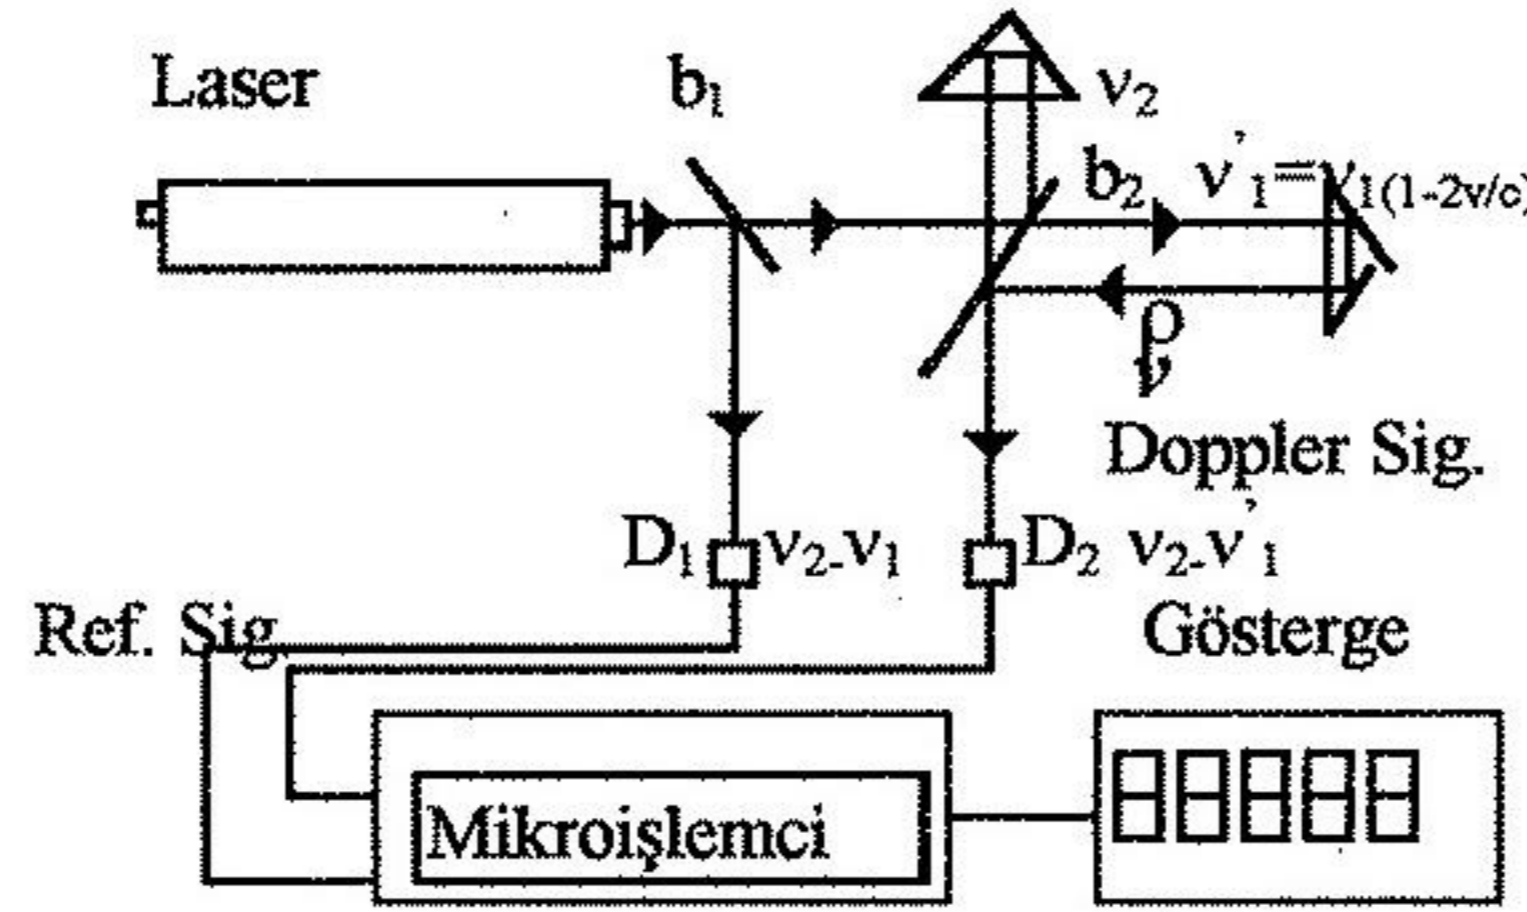 Laser
b₁
ν₂
b₂
ν'₁=ν₁(1-2v/c)
Doppler Sig.
D₁ ν₂-ν₁
D₂ ν₂-ν'₁
Ref. Sig.
Gösterge
Mikroişlemci
88888